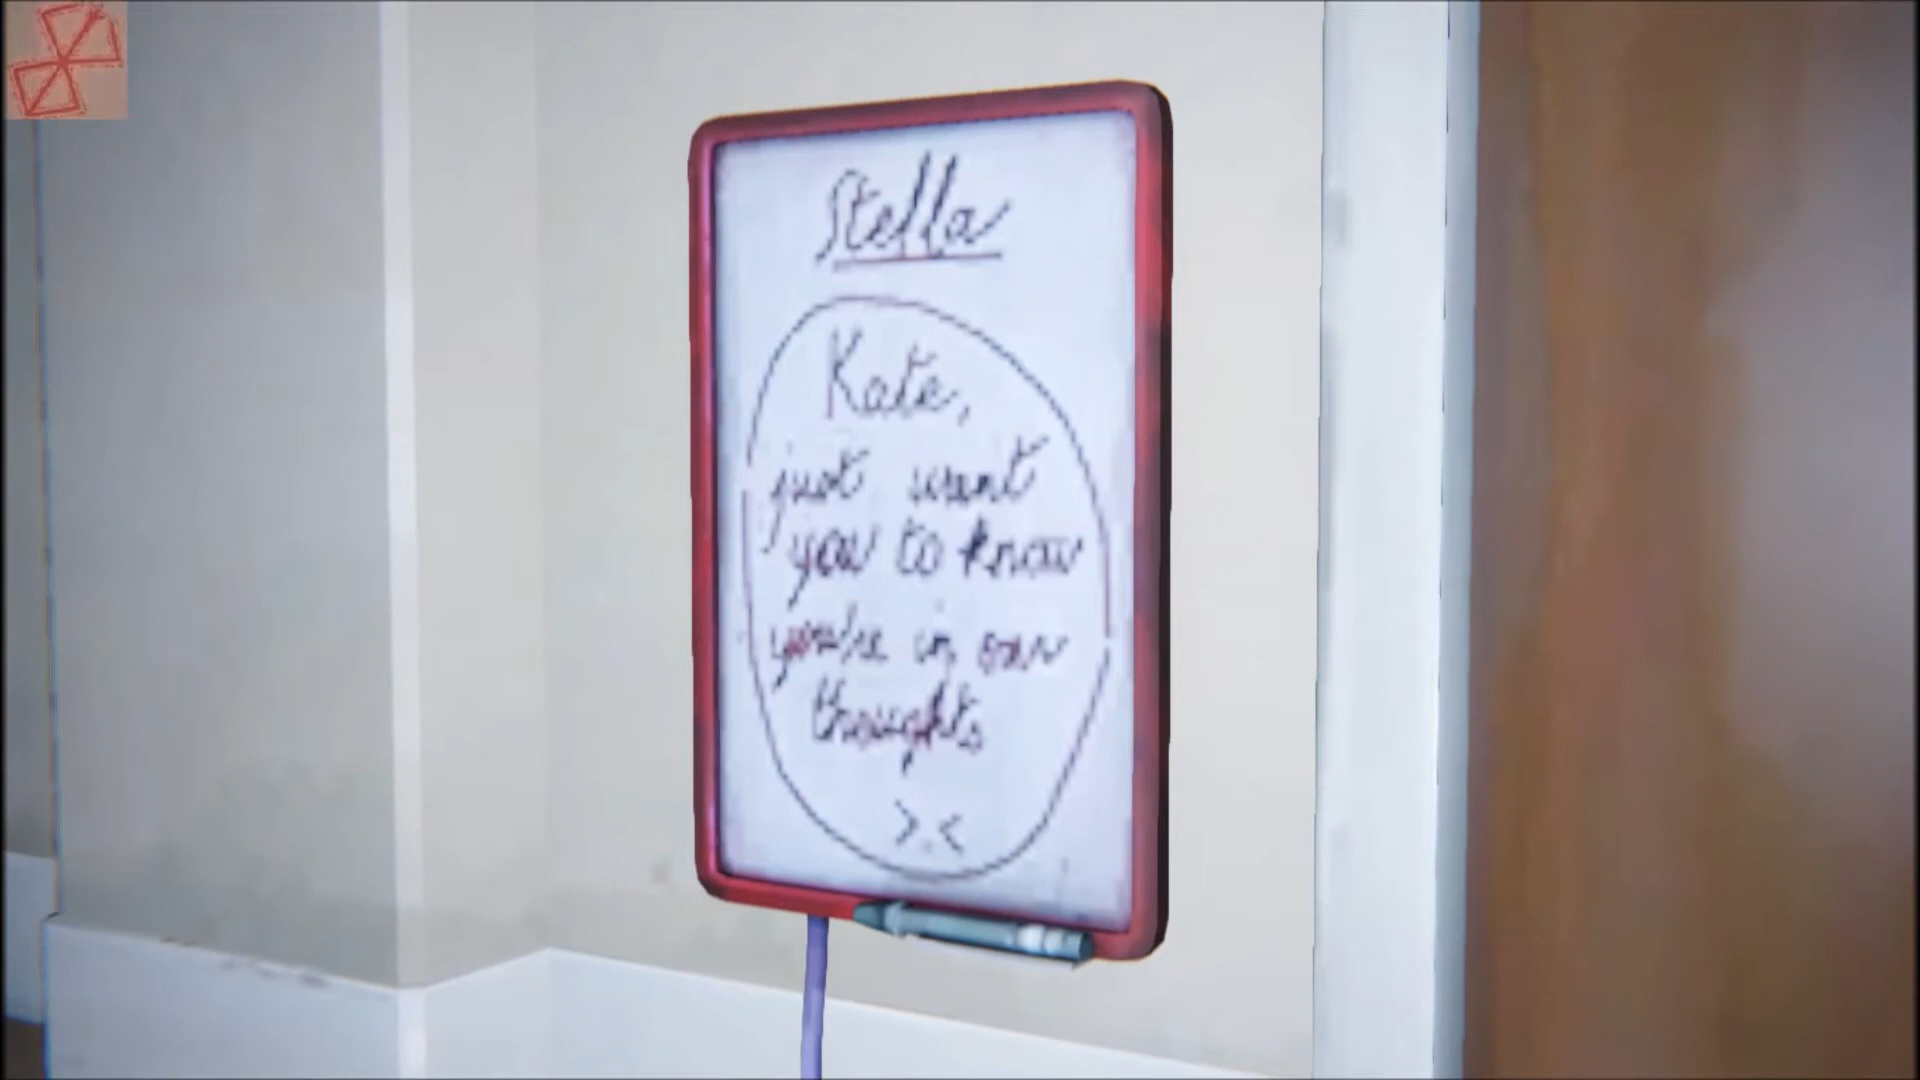 Stella
Kate,
just want
you to know
you're in our
thoughts
>.<